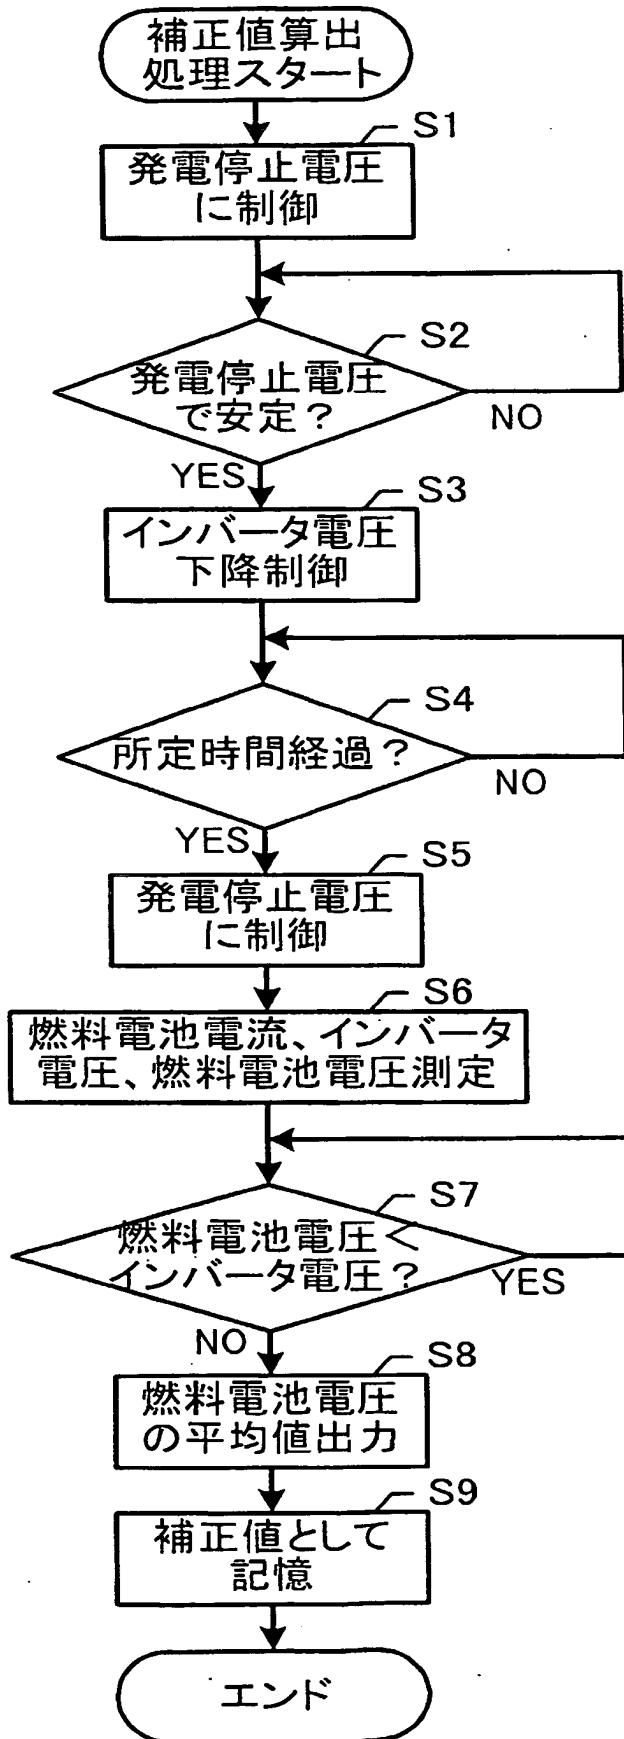 補正値算出
処理スタート
S1
発電停止電圧
に制御
S2
発電停止電圧
で安定？
NO
YES
S3
インバータ電圧
下降制御
S4
所定時間経過？
NO
YES
S5
発電停止電圧
に制御
S6
燃料電池電流、インバータ
電圧、燃料電池電圧測定
S7
燃料電池電圧＜
インバータ電圧？
YES
NO
S8
燃料電池電圧
の平均値出力
S9
補正値として
記憶
エンド